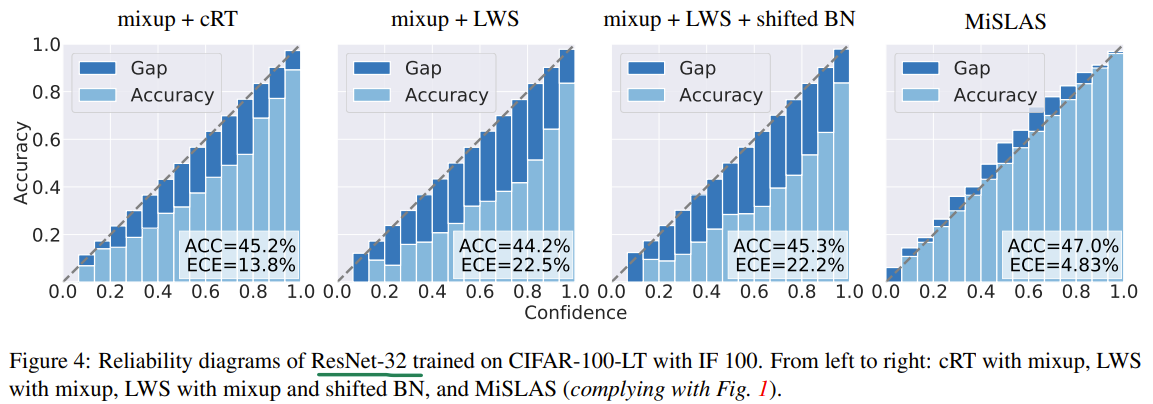 mixup + cRT
mixup + LWS
mixup + LWS + shifted BN
MiSLAS
Accuracy
1.0
0.8
0.6
0.4
0.2
Gap
Accuracy
ACC=45.2%
ECE=13.8%
0.0 0.2 0.4 0.6 0.8 1.0
Gap
Accuracy
ACC=44.2%
ECE=22.5%
0.0 0.2 0.4 0.6 0.8 1.0
Gap
Accuracy
ACC=45.3%
ECE=22.2%
0.0 0.2 0.4 0.6 0.8 1.0
Gap
Accuracy
ACC=47.0%
ECE=4.83%
0.0 0.2 0.4 0.6 0.8 1.0
Confidence
Figure 4: Reliability diagrams of ResNet-32 trained on CIFAR-100-LT with IF 100. From left to right: cRT with mixup, LWS
with mixup, LWS with mixup and shifted BN, and MiSLAS (complying with Fig. 1).